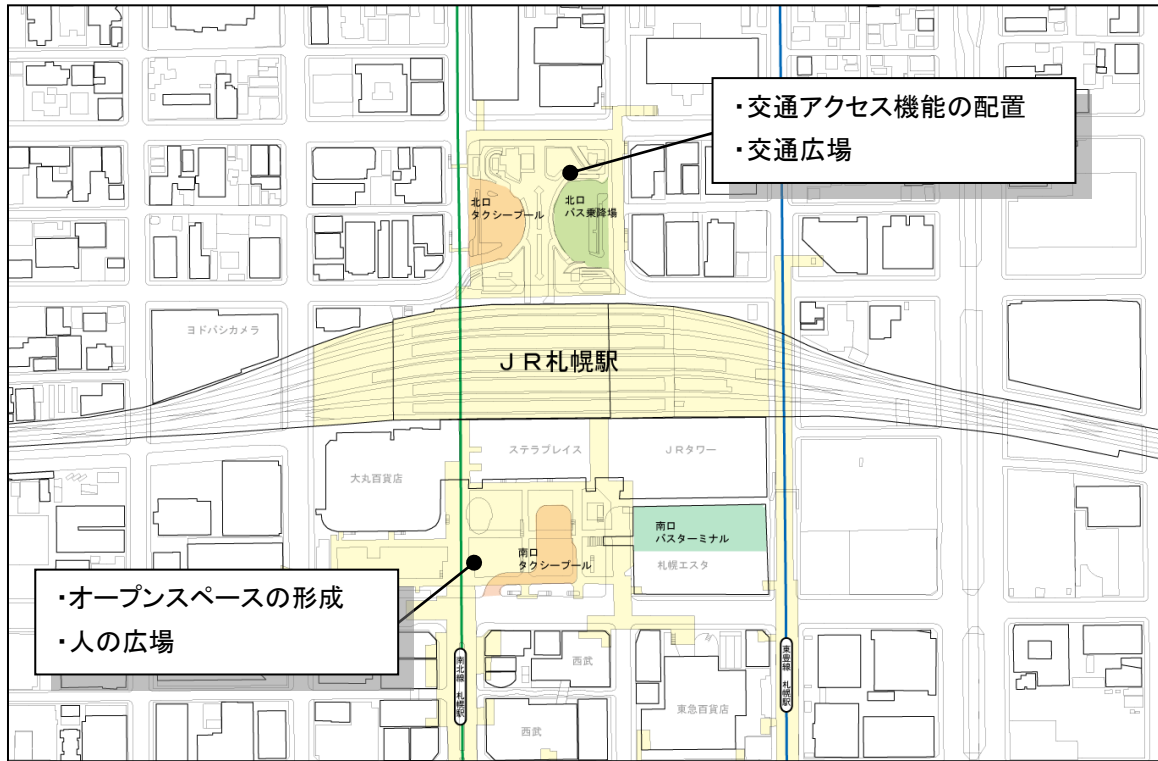 ・交通アクセス機能の配置
・交通広場
北口
タクシープール
北口
バス乗降場
ヨドバシカメラ
JR札幌駅
ステラプレイス
JRタワー
大丸百貨店
南口
バスターミナル
札幌エスタ
南口
タクシープール
・オープンスペースの形成
・人の広場
南北線 札幌駅
東豊線 札幌駅
西武
東急百貨店
西武